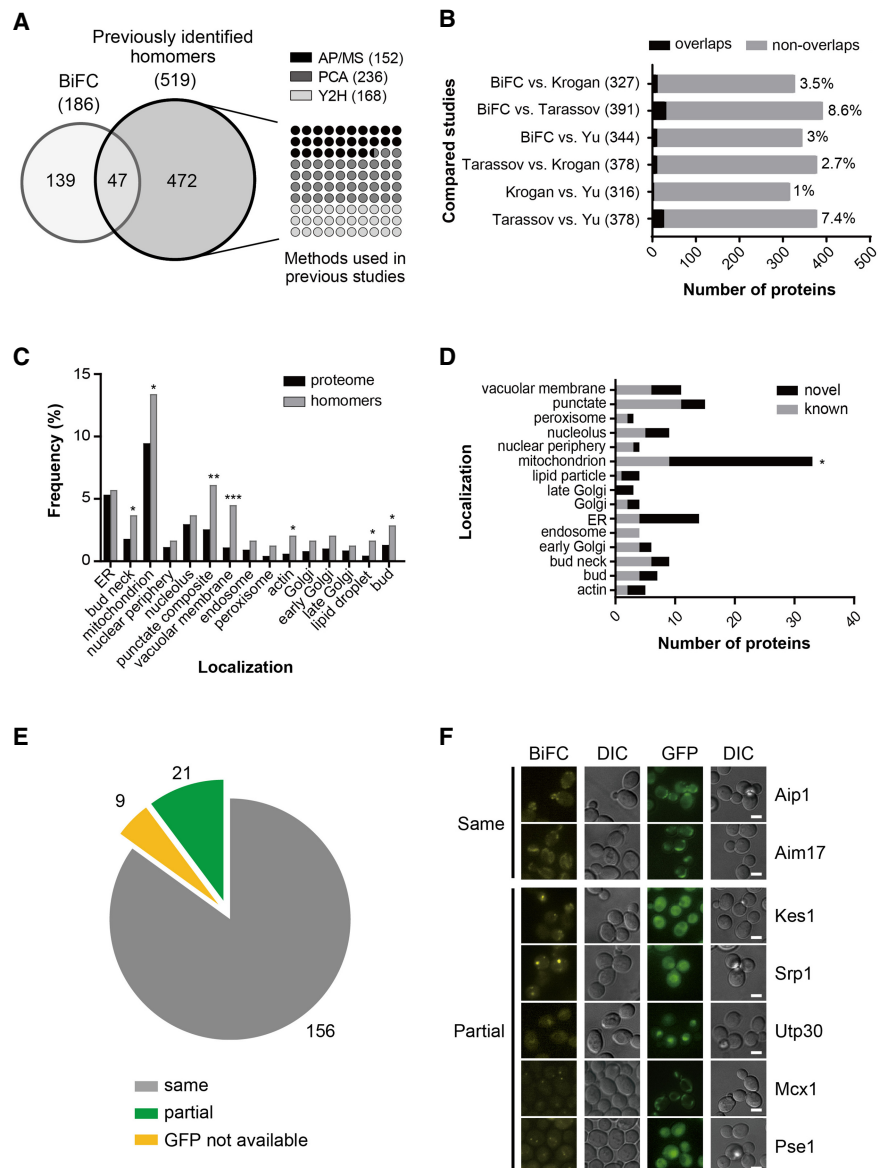 A
Previously identified
homomers
(519)
BiFC
(186)
139
47
472
AP/MS (152)
PCA (236)
Y2H (168)
Methods used in
previous studies
B
overlaps
non-overlaps
Compared studies
BiFC vs. Krogan (327)
3.5%
BiFC vs. Tarassov (391)
8.6%
BiFC vs. Yu (344)
3%
Tarassov vs. Krogan (378)
2.7%
Krogan vs. Yu (316)
1%
Tarassov vs. Yu (378)
7.4%
0
100
200
300
400
500
Number of proteins
C
Frequency (%)
15
10
5
0
proteome
homomers
*
*
**
***
*
*
*
ER
bud neck
mitochondrion
nuclear periphery
nucleolus
punctate composite
vacuolar membrane
endosome
peroxisome
actin
Golgi
early Golgi
late Golgi
lipid droplet
bud
Localization
D
novel
known
Localization
vacuolar membrane
punctate
peroxisome
nucleolus
nuclear periphery
mitochondrion
*
lipid particle
late Golgi
Golgi
ER
endosome
early Golgi
bud neck
bud
actin
0
10
20
30
40
Number of proteins
E
9
21
156
same
partial
GFP not available
F
BiFC
DIC
GFP
DIC
Same
Aip1
Aim17
Partial
Kes1
Srp1
Utp30
Mcx1
Pse1